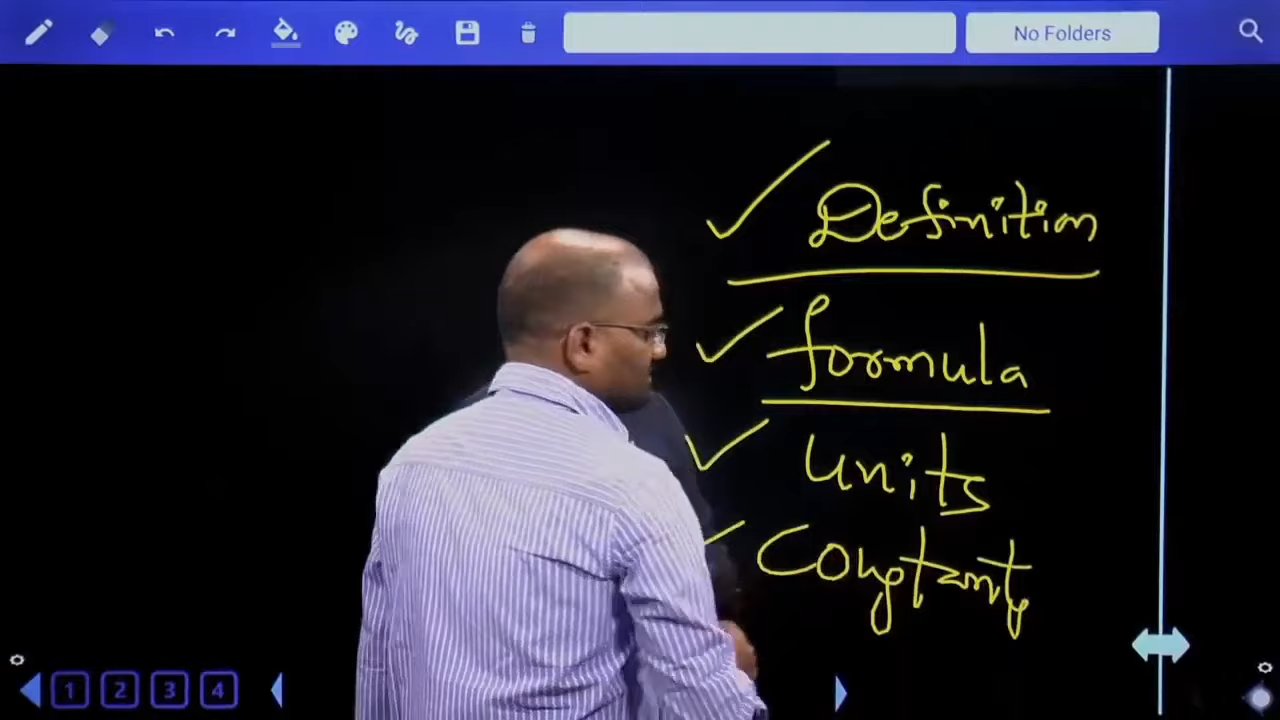 No Folders
Definition
formula
units
Constants
1 2 3 4